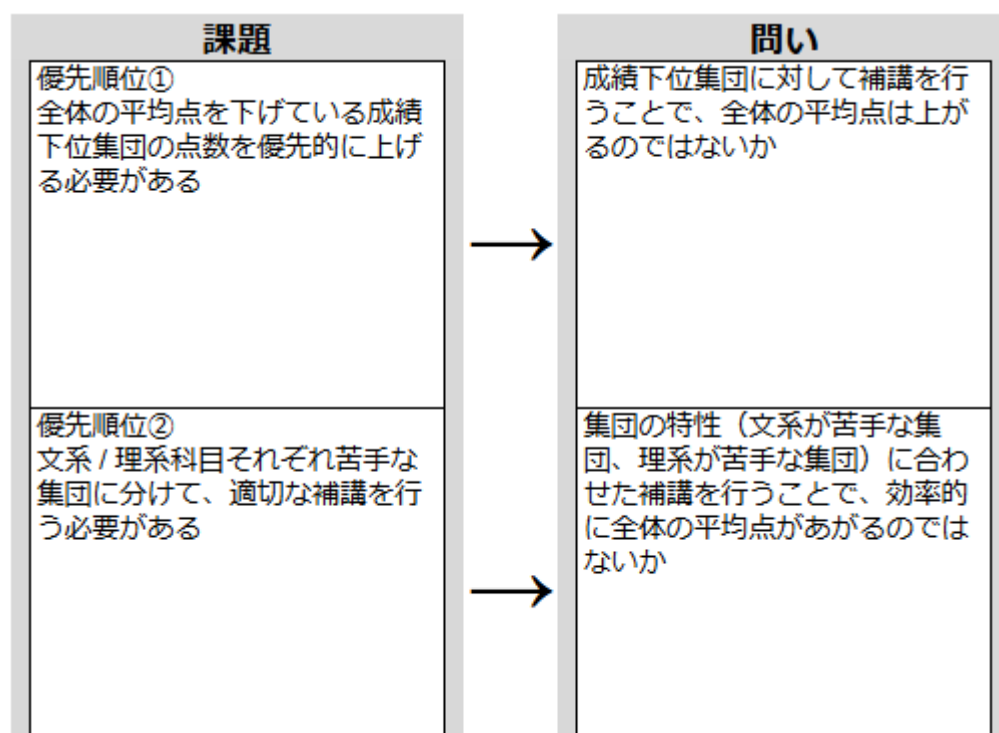 課題
優先順位①
全体の平均点を下げている成績
下位集団の点数を優先的に上げ
る必要がある
→
問い
成績下位集団に対して補講を行
うことで、全体の平均点は上が
るのではないか
優先順位②
文系 / 理系科目それぞれ苦手な
集団に分けて、適切な補講を行
う必要がある
→
集団の特性（文系が苦手な集
団、理系が苦手な集団）に合わ
せた補講を行うことで、効率的
に全体の平均点があがるのでは
ないか